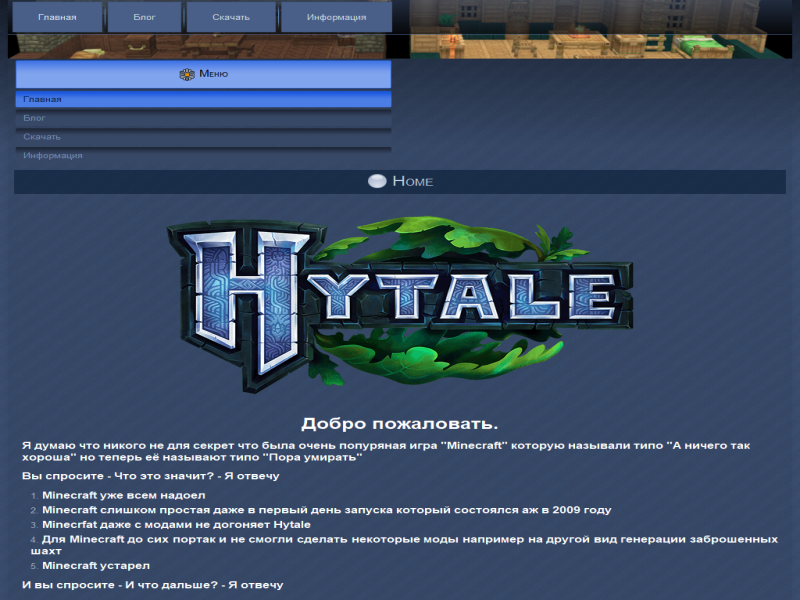 Главная Блог Скачать Информация
Меню
Главная
Блог
Скачать
Информация
Home
HYTALE
Добро пожаловать.
Я думаю что никого не для секрет что была очень попуряная игра "Minecraft" которую называли типо "А ничего так
хороша" но теперь её называют типо "Пора умирать"
Вы спросите - Что это значит? - Я отвечу
1. Minecraft уже всем надоел
2. Minecraft слишком простая даже в первый день запуска который состоялся аж в 2009 году
3. Minecrfat даже с модами не догоняет Hytale
4. Для Minecraft до сих портак и не смогли сделать некоторые моды например на другой вид генерации заброшенных
шахт
5. Minecraft устарел
И вы спросите - И что дальше? - Я отвечу